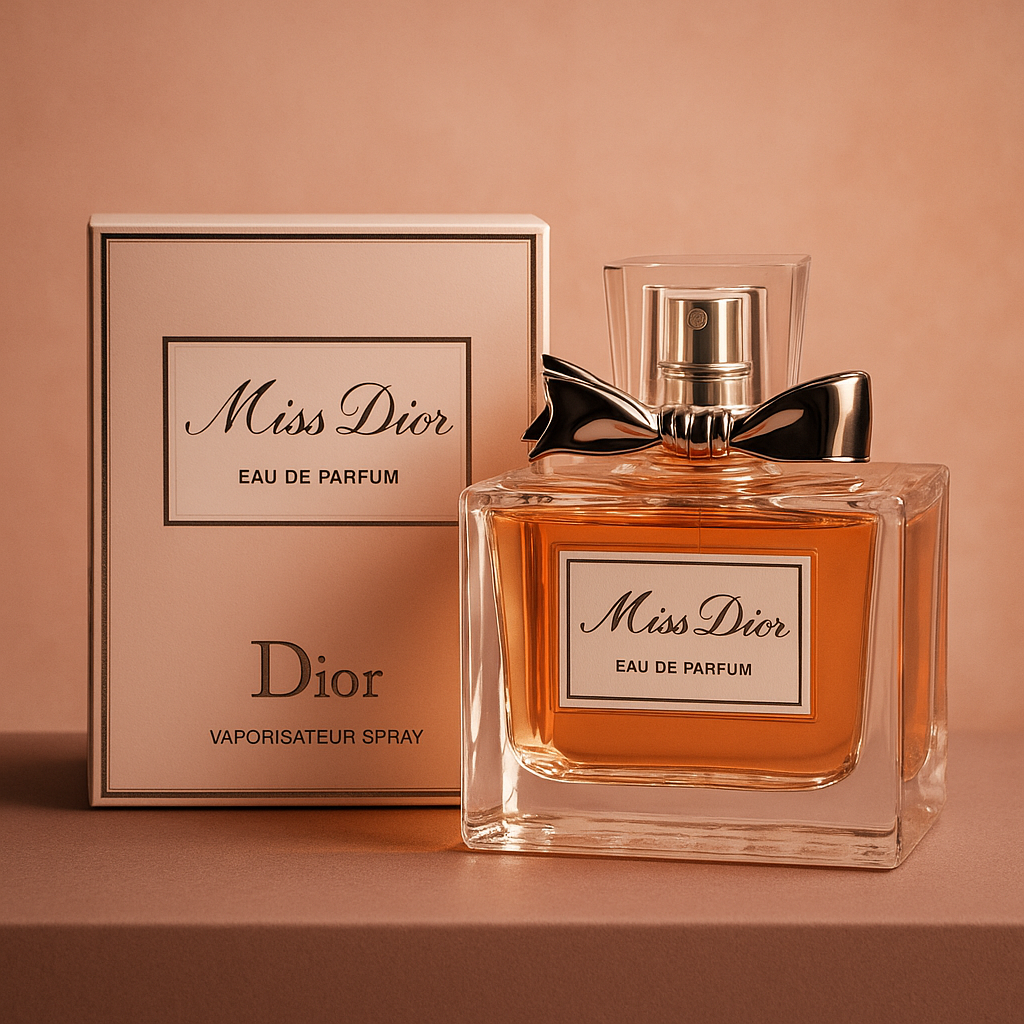 Miss Dior
EAU DE PARFUM
Dior
VAPORISATEUR SPRAY
Miss Dior
EAU DE PARFUM